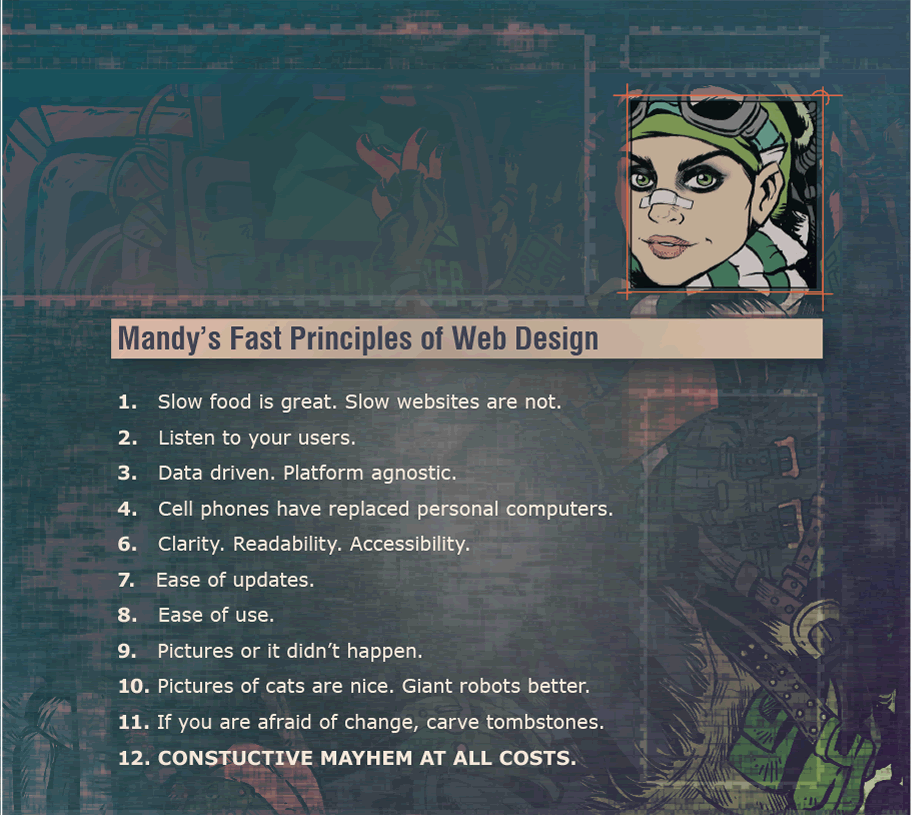 Mandy’s Fast Principles of Web Design
1. Slow food is great. Slow websites are not.
2. Listen to your users.
3. Data driven. Platform agnostic.
4. Cell phones have replaced personal computers.
6. Clarity. Readability. Accessibility.
7. Ease of updates.
8. Ease of use.
9. Pictures or it didn’t happen.
10. Pictures of cats are nice. Giant robots better.
11. If you are afraid of change, carve tombstones.
12. CONSTUCTIVE MAYHEM AT ALL COSTS.